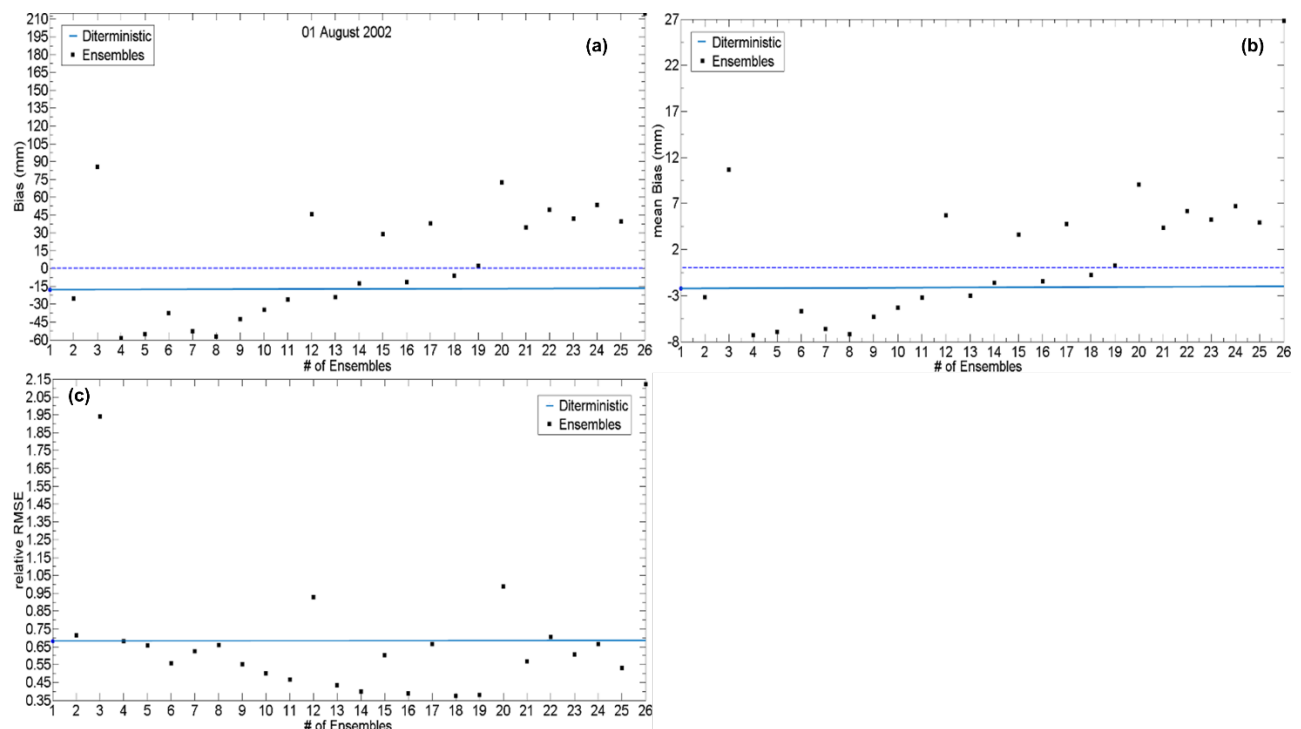 01 August 2002
(a)
Diterministic
Ensembles
Bias (mm)
210
195
180
165
150
135
120
105
90
75
60
45
30
15
0
-15
-30
-45
-60
1 2 3 4 5 6 7 8 9 10 11 12 13 14 15 16 17 18 19 20 21 22 23 24 25 26
# of Ensembles
(b)
Diterministic
Ensembles
mean Bias (mm)
27
22
17
12
7
2
-3
-8
1 2 3 4 5 6 7 8 9 10 11 12 13 14 15 16 17 18 19 20 21 22 23 24 25 26
# of Ensembles
(c)
Diterministic
Ensembles
relative RMSE
2.15
2.05
1.95
1.85
1.75
1.65
1.55
1.45
1.35
1.25
1.15
1.05
0.95
0.85
0.75
0.65
0.55
0.45
0.35
1 2 3 4 5 6 7 8 9 10 11 12 13 14 15 16 17 18 19 20 21 22 23 24 25 26
# of Ensembles